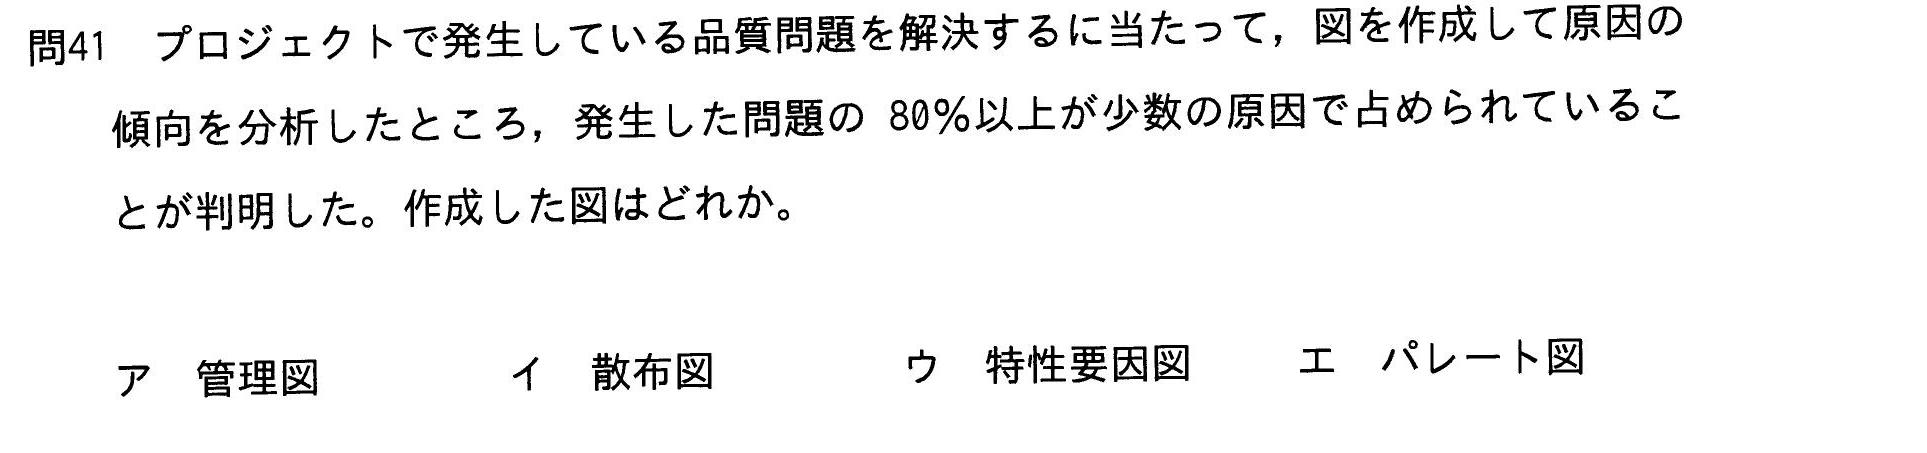 問41　プロジェクトで発生している品質問題を解決するに当たって，図を作成して原因の
傾向を分析したところ，発生した問題の 80％以上が少数の原因で占められているこ
とが判明した。作成した図はどれか。
ア　管理図　イ　散布図　ウ　特性要因図　エ　パレート図